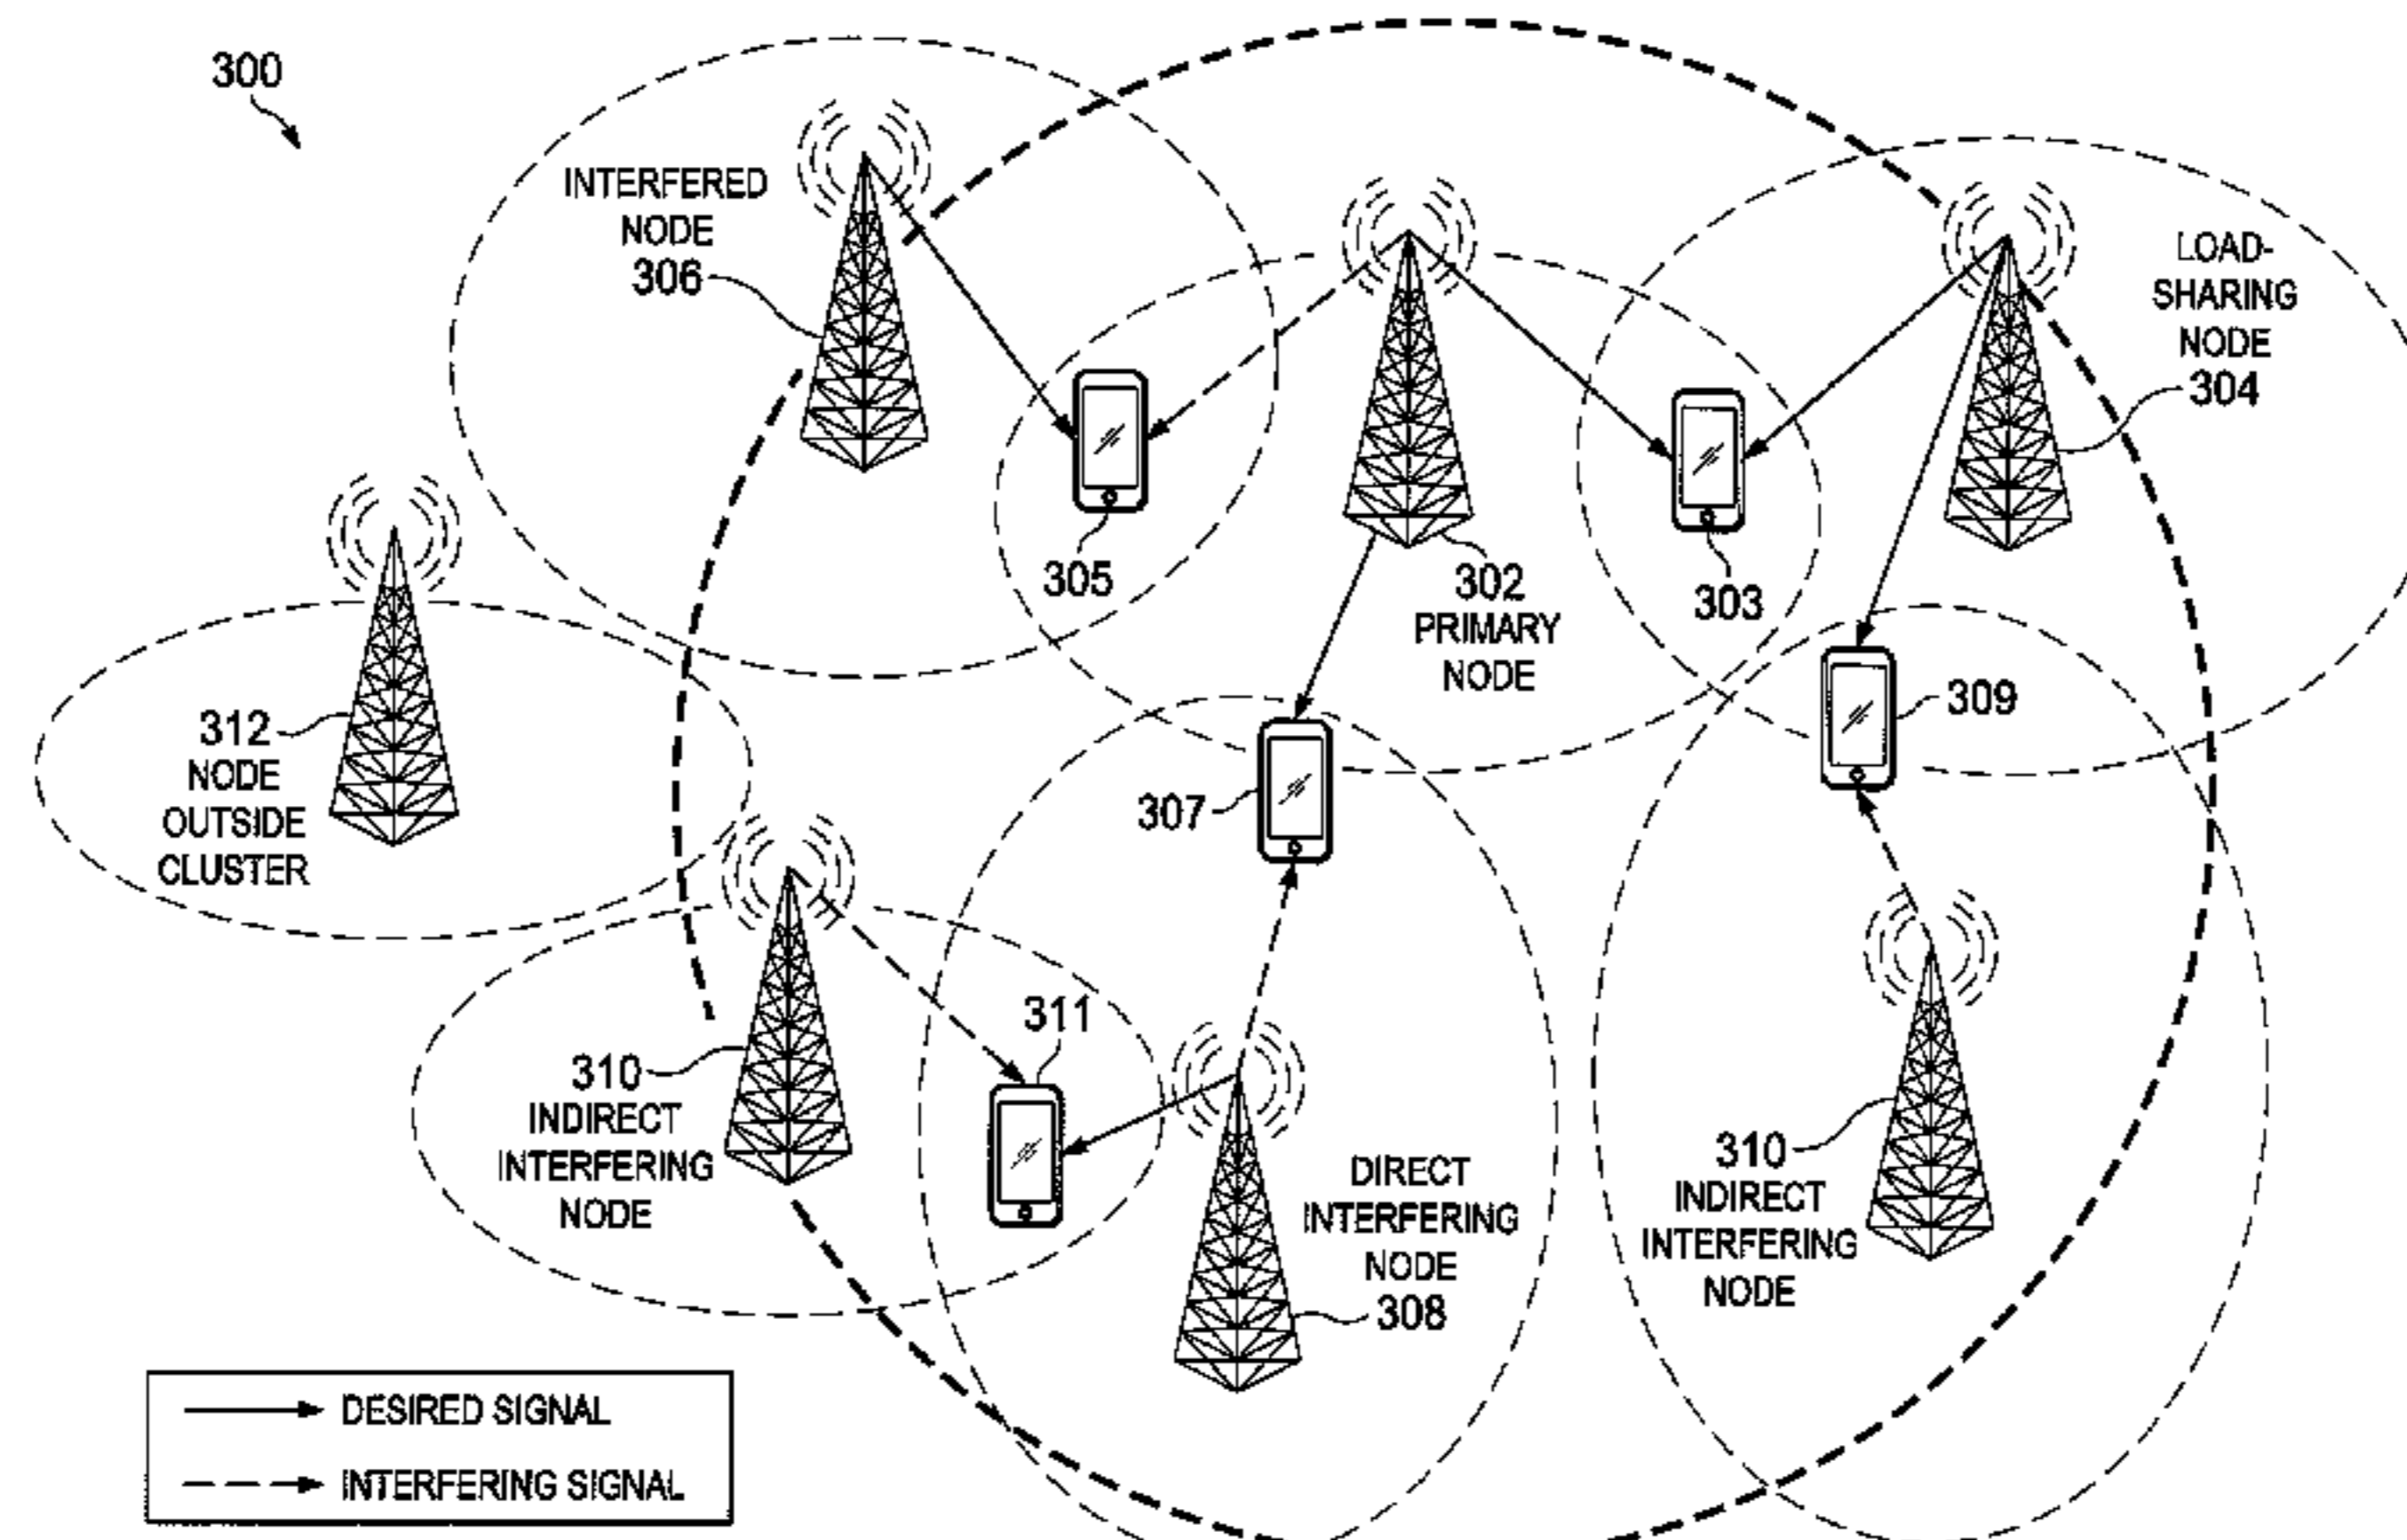 300
INTERFERED
NODE
306
LOAD-
SHARING
NODE
304
305
302
PRIMARY
NODE
303
309
312
NODE
OUTSIDE
CLUSTER
307
311
310
INDIRECT
INTERFERING
NODE
DIRECT
INTERFERING
NODE
308
310
INDIRECT
INTERFERING
NODE
DESIRED SIGNAL
INTERFERING SIGNAL